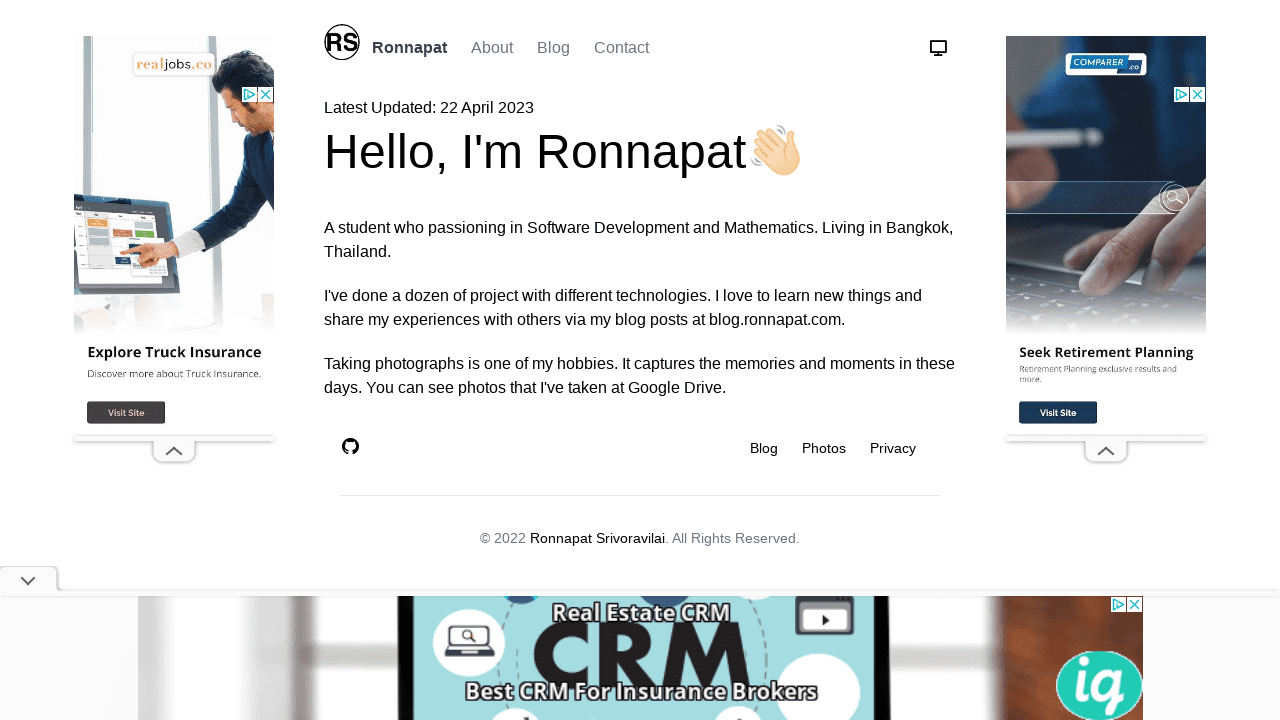 RS
Ronnapat
About
Blog
Contact
Latest Updated: 22 April 2023
Hello, I'm Ronnapat
A student who passioning in Software Development and Mathematics. Living in Bangkok,
Thailand.
I've done a dozen of project with different technologies. I love to learn new things and
share my experiences with others via my blog posts at blog.ronnapat.com.
Taking photographs is one of my hobbies. It captures the memories and moments in these
days. You can see photos that I've taken at Google Drive.
Blog
Photos
Privacy
© 2022 Ronnapat Srivoravilai. All Rights Reserved.
realjobs.co
Explore Truck Insurance
Discover more about Truck Insurance.
Visit Site
COMPARER
.co
Seek Retirement Planning
Retirement Planning exclusive results and
more.
Visit Site
Real Estate CRM
CRM
Best CRM For Insurance Brokers
iq